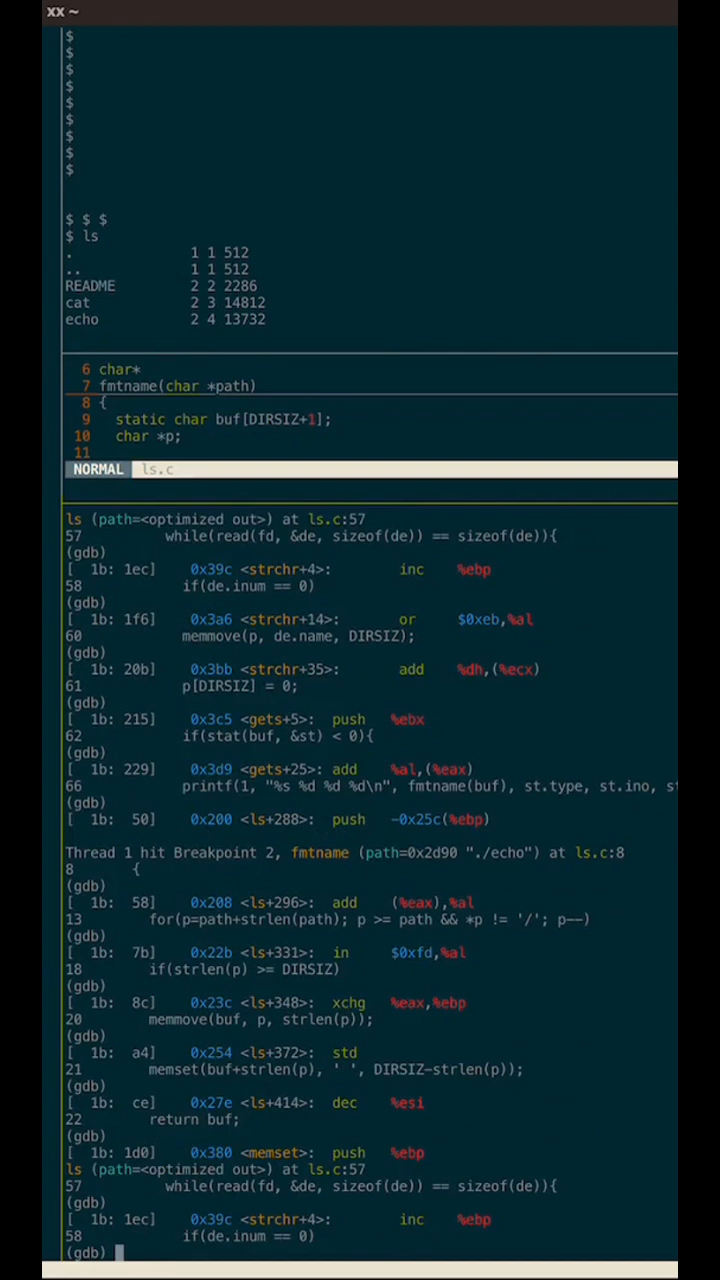 xx ~
$
$
$
$
$
$
$
$
$
$ $ $
$ ls
. 1 1 512
.. 1 1 512
README 2 2 2286
cat 2 3 14812
echo 2 4 13732
6 char*
7 fmtname(char *path)
8 {
9 static char buf[DIRSIZ+1];
10 char *p;
11
NORMAL ls.c
ls (path=<optimized out>) at ls.c:57
57 while(read(fd, &de, sizeof(de)) == sizeof(de)){
(gdb)
[ 1b: 1ec] 0x39c <strchr+4>: inc %ebp
58 if(de.inum == 0)
(gdb)
[ 1b: 1f6] 0x3a6 <strchr+14>: or $0xeb,%al
60 memmove(p, de.name, DIRSIZ);
(gdb)
[ 1b: 20b] 0x3bb <strchr+35>: add %dh,(%ecx)
61 p[DIRSIZ] = 0;
(gdb)
[ 1b: 215] 0x3c5 <gets+5>: push %ebx
62 if(stat(buf, &st) < 0){
(gdb)
[ 1b: 229] 0x3d9 <gets+25>: add %al,(%eax)
66 printf(1, "%s %d %d %d\n", fmtname(buf), st.type, st.ino, st
(gdb)
[ 1b: 50] 0x200 <ls+288>: push -0x25c(%ebp)
Thread 1 hit Breakpoint 2, fmtname (path=0x2d90 "./echo") at ls.c:8
8 {
(gdb)
[ 1b: 58] 0x208 <ls+296>: add (%eax),%al
13 for(p=path+strlen(path); p >= path && *p != '/'; p--)
(gdb)
[ 1b: 7b] 0x22b <ls+331>: in $0xfd,%al
18 if(strlen(p) >= DIRSIZ)
(gdb)
[ 1b: 8c] 0x23c <ls+348>: xchg %eax,%ebp
20 memmove(buf, p, strlen(p));
(gdb)
[ 1b: a4] 0x254 <ls+372>: std
21 memset(buf+strlen(p), ' ', DIRSIZ-strlen(p));
(gdb)
[ 1b: ce] 0x27e <ls+414>: dec %esi
22 return buf;
(gdb)
[ 1b: 1d0] 0x380 <memset>: push %ebp
ls (path=<optimized out>) at ls.c:57
57 while(read(fd, &de, sizeof(de)) == sizeof(de)){
(gdb)
[ 1b: 1ec] 0x39c <strchr+4>: inc %ebp
58 if(de.inum == 0)
(gdb)